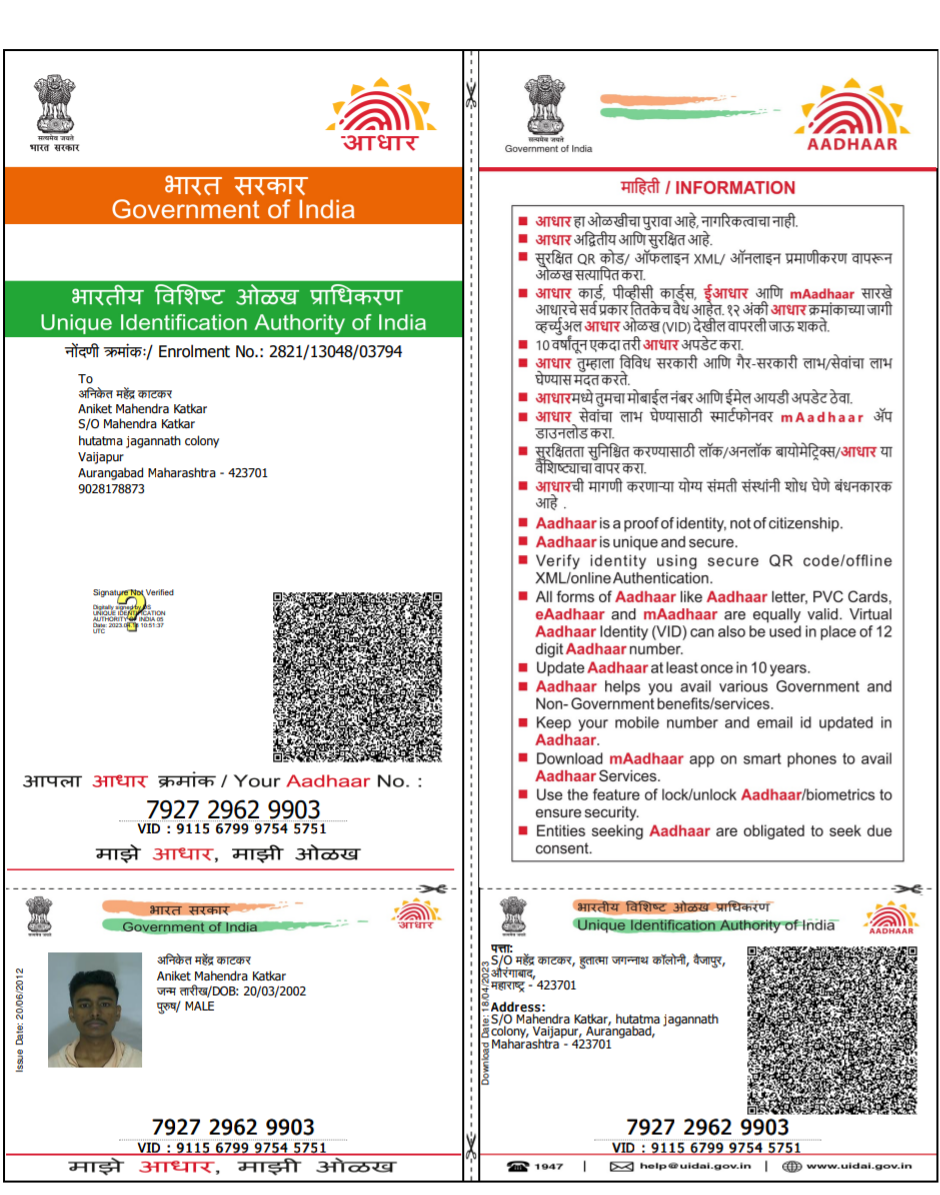 सत्यमेव जयते
भारत सरकार
आधार
भारत सरकार
Government of India
भारतीय विशिष्ट ओळख प्राधिकरण
Unique Identification Authority of India
नोंदणी क्रमांक:/ Enrolment No.: 2821/13048/03794
To
अनिकेत महेंद्र काटकर
Aniket Mahendra Katkar
S/O Mahendra Katkar
hutatma jagannath colony
Vaijapur
Aurangabad Maharashtra - 423701
9028178873
Signature Not Verified
Digitally signed by DS
UNIQUE IDENTIFICATION
AUTHORITY OF INDIA 05
Date: 2023.04.18 10:51:37
UTC
आपला आधार क्रमांक / Your Aadhaar No. :
7927 2962 9903
VID : 9115 6799 9754 5751
माझे आधार, माझी ओळख
Government of India
AADHAAR
माहिती / INFORMATION
■ आधार हा ओळखीचा पुरावा आहे, नागरिकत्वाचा नाही.
■ आधार अद्वितीय आणि सुरक्षित आहे.
■ सुरक्षित QR कोड/ ऑफलाइन XML/ ऑनलाइन प्रमाणीकरण वापरून
ओळख सत्यापित करा.
■ आधार कार्ड, पीव्हीसी कार्ड्स, ईआधार आणि mAadhaar सारखे
आधारचे सर्व प्रकार तितकेच वैध आहेत. १२ अंकी आधार क्रमांकाच्या जागी
व्हर्च्युअल आधार ओळख (VID) देखील वापरली जाऊ शकते.
■ 10 वर्षांतून एकदा तरी आधार अपडेट करा.
■ आधार तुम्हाला विविध सरकारी आणि गैर-सरकारी लाभ/सेवांचा लाभ
घेण्यास मदत करते.
■ आधारमध्ये तुमचा मोबाईल नंबर आणि ईमेल आयडी अपडेट ठेवा.
■ आधार सेवांचा लाभ घेण्यासाठी स्मार्टफोनवर mAadhaar ॲप
डाउनलोड करा.
■ सुरक्षितता सुनिश्चित करण्यासाठी लॉक/अनलॉक बायोमेट्रिक्स/आधार या
वैशिष्ट्याचा वापर करा.
■ आधारची मागणी करणाऱ्या योग्य संमती संस्थांनी शोध घेणे बंधनकारक
आहे .
■ Aadhaar is a proof of identity, not of citizenship.
■ Aadhaar is unique and secure.
■ Verify identity using secure QR code/offline
XML/online Authentication.
■ All forms of Aadhaar like Aadhaar letter, PVC Cards,
eAadhaar and mAadhaar are equally valid. Virtual
Aadhaar Identity (VID) can also be used in place of 12
digit Aadhaar number.
■ Update Aadhaar at least once in 10 years.
■ Aadhaar helps you avail various Government and
Non- Government benefits/services.
■ Keep your mobile number and email id updated in
Aadhaar.
■ Download mAadhaar app on smart phones to avail
Aadhaar Services.
■ Use the feature of lock/unlock Aadhaar/biometrics to
ensure security.
■ Entities seeking Aadhaar are obligated to seek due
consent.
भारत सरकार
Government of India
आधार
Issue Date: 20/06/2012
अनिकेत महेंद्र काटकर
Aniket Mahendra Katkar
जन्म तारीख/DOB: 20/03/2002
पुरुष/ MALE
7927 2962 9903
VID : 9115 6799 9754 5751
माझे आधार, माझी ओळख
भारतीय विशिष्ट ओळख प्राधिकरण
Unique Identification Authority of India
AADHAAR
Download Date: 18/04/2023
पत्ता:
S/O महेंद्र काटकर, हुतात्मा जगन्नाथ कॉलोनी, वैजापुर,
औरंगाबाद,
महाराष्ट्र - 423701
Address:
S/O Mahendra Katkar, hutatma jagannath
colony, Vaijapur, Aurangabad,
Maharashtra - 423701
7927 2962 9903
VID : 9115 6799 9754 5751
1947 | help@uidai.gov.in | www.uidai.gov.in